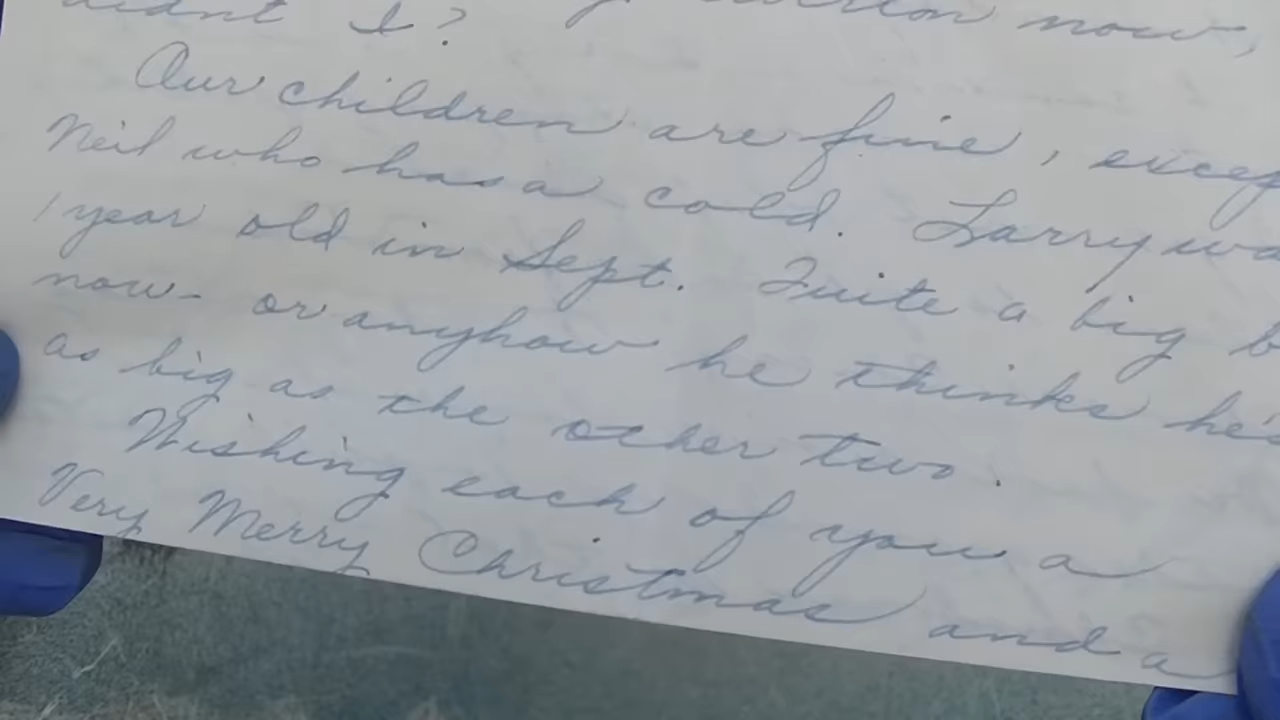 didn't I? now,
Our children are fine, excep
Neil who has a cold. Larry wa
1 year old in Sept. Quite a big b
now - or anyhow he thinks he's
as big as the other two.
Wishing each of you a
Very Merry Christmas and a